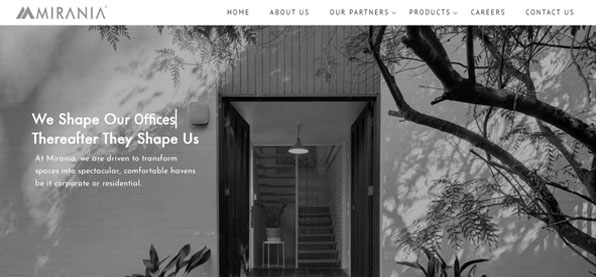 MIRANIA
HOME ABOUT US OUR PARTNERS PRODUCTS CAREERS CONTACT US
We Shape Our Offices
Thereafter They Shape Us
At Mirania, we are driven to transform
spaces into spectacular, comfortable havens
be it corporate or residential.